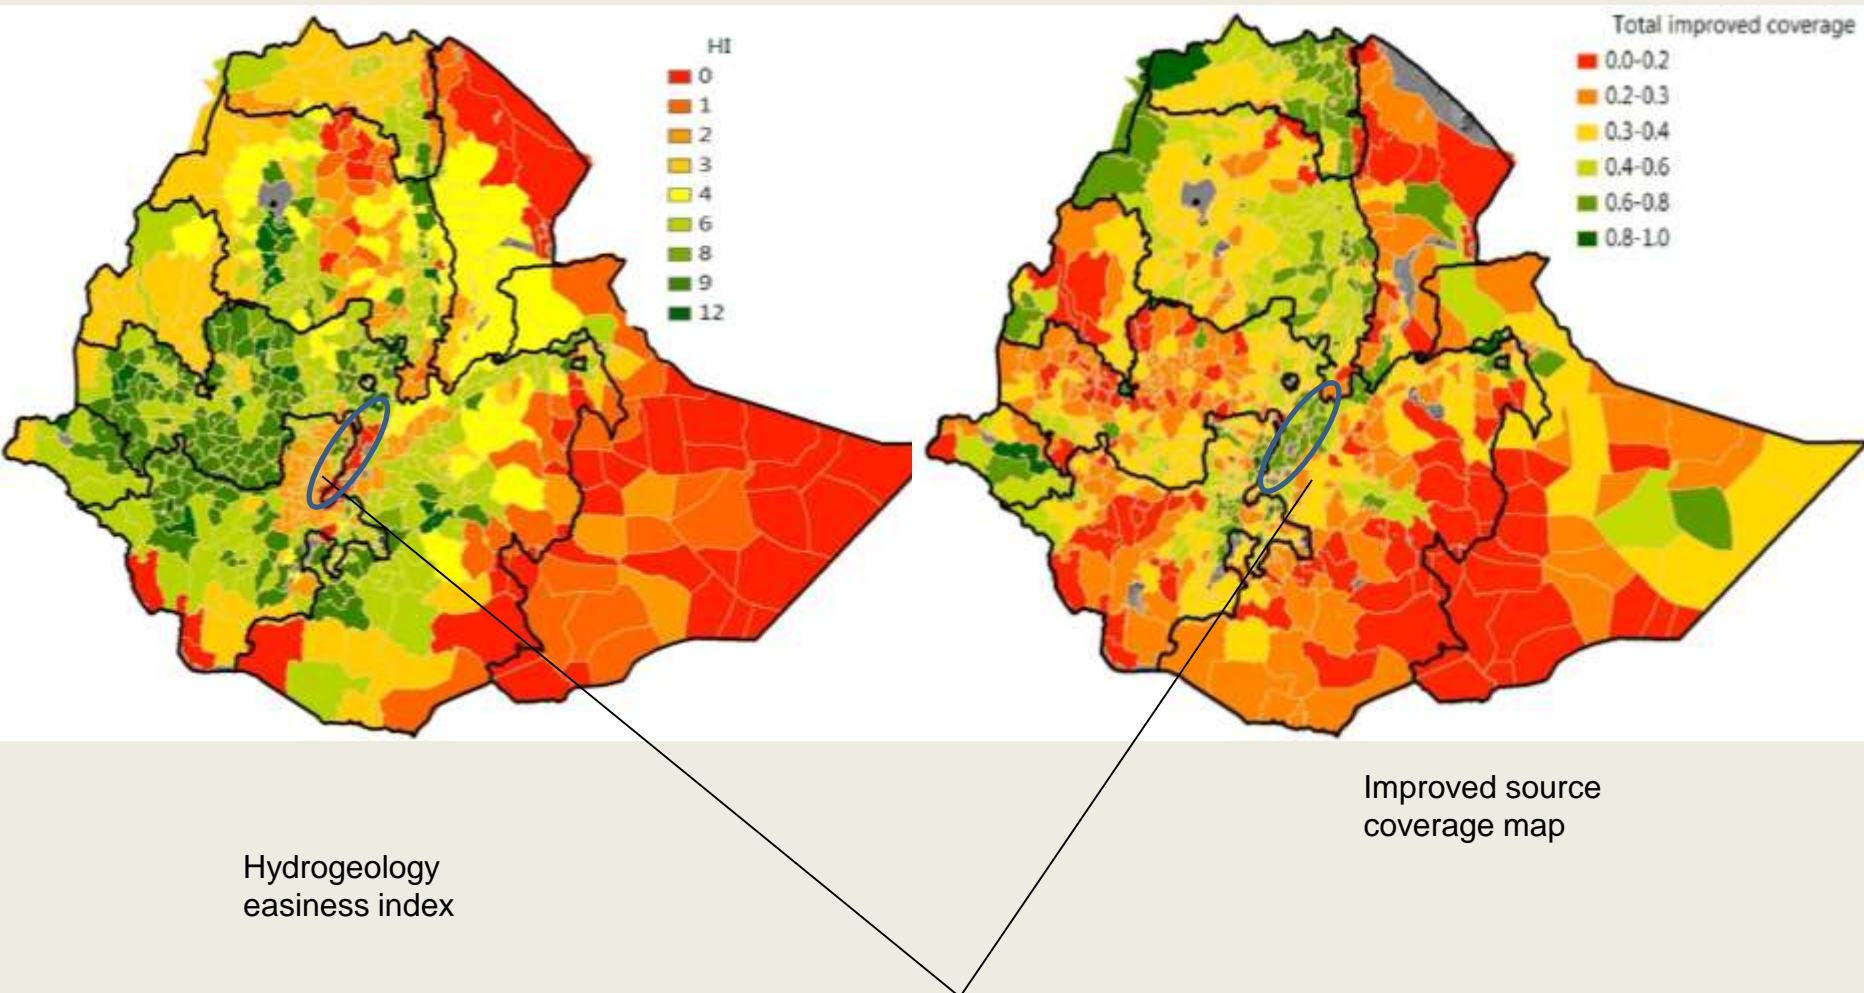 HI
0
1
2
3
4
6
8
9
12
Total improved coverage
0.0-0.2
0.2-0.3
0.3-0.4
0.4-0.6
0.6-0.8
0.8-1.0
Hydrogeology
easiness index
Improved source
coverage map